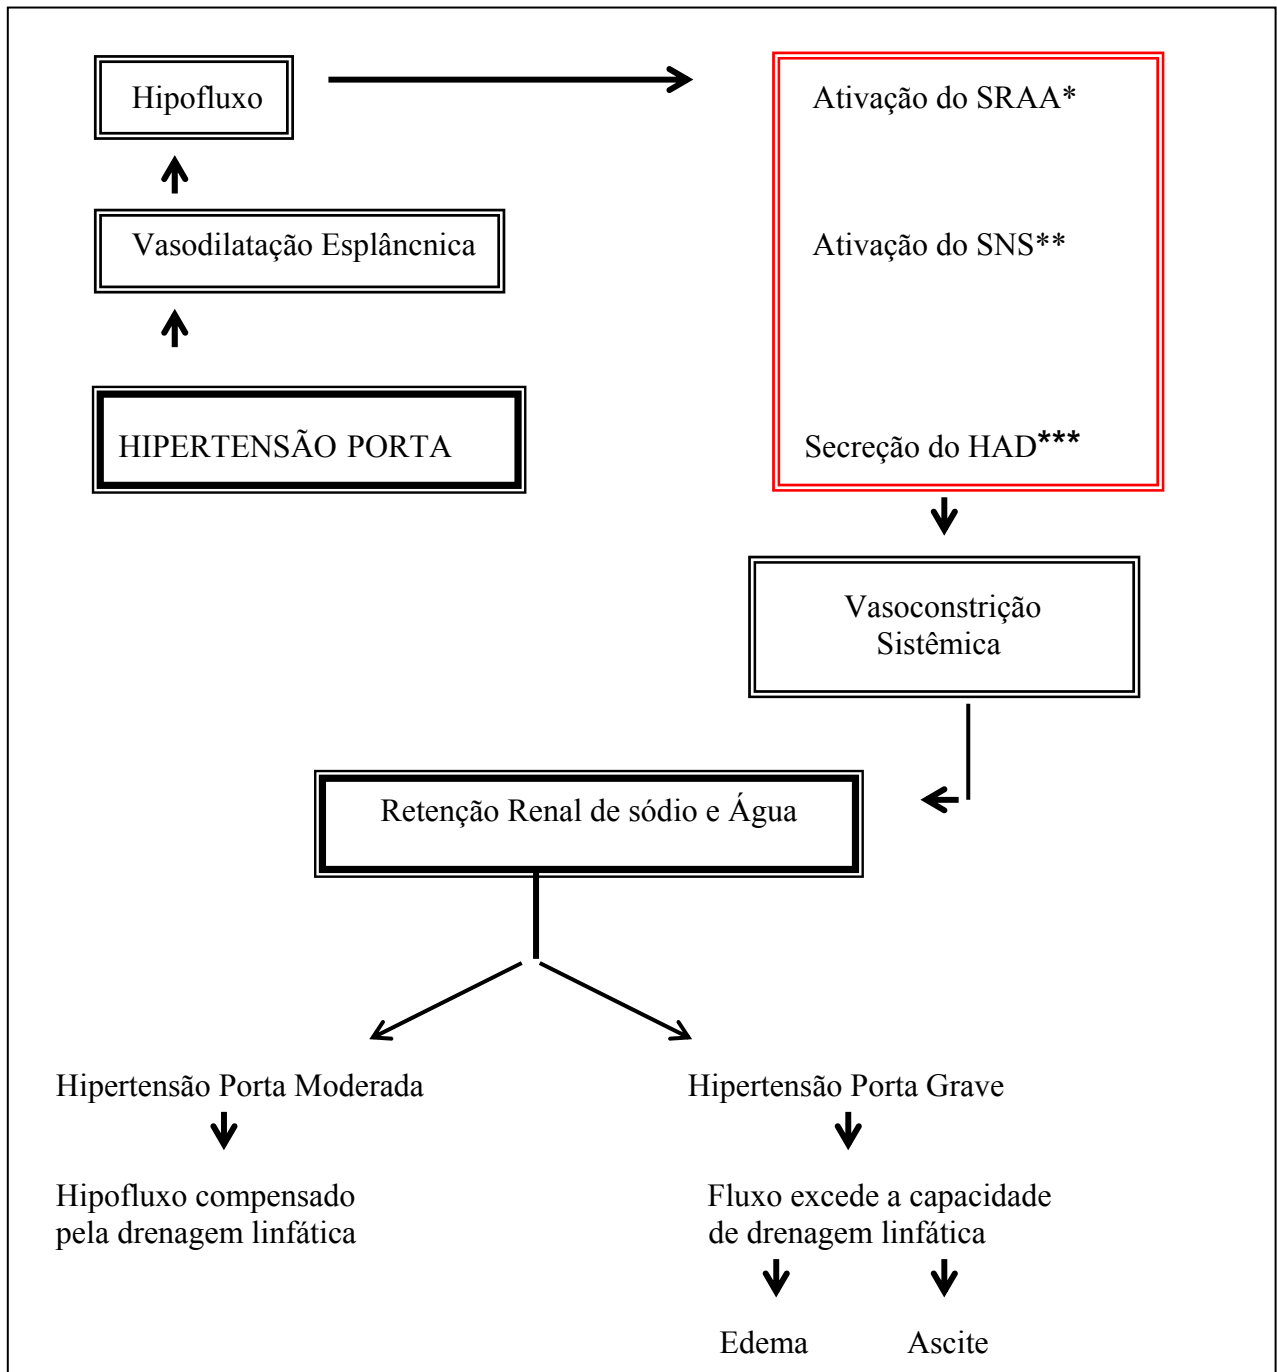 Hipofluxo
Ativação do SRAA*
Vasodilatação Esplâncnica
Ativação do SNS**
HIPERTENSÃO PORTA
Secreção do HAD***
Vasoconstrição
Sistêmica
Retenção Renal de sódio e Água
Hipertensão Porta Moderada
Hipertensão Porta Grave
Hipofluxo compensado
pela drenagem linfática
Fluxo excede a capacidade
de drenagem linfática
Edema
Ascite